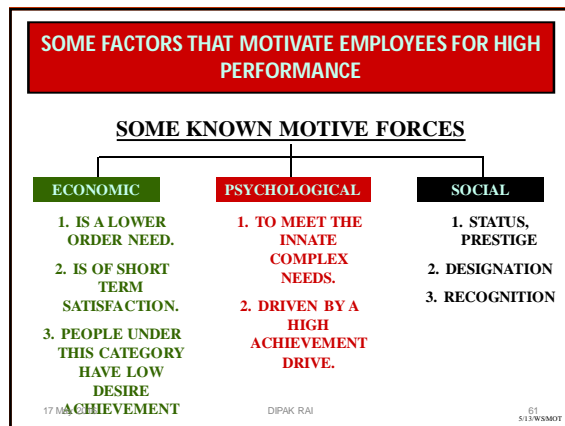 SOME FACTORS THAT MOTIVATE EMPLOYEES FOR HIGH
PERFORMANCE
SOME KNOWN MOTIVE FORCES
ECONOMIC
1. IS A LOWER
ORDER NEED.
2. IS OF SHORT
TERM
SATISFACTION.
3. PEOPLE UNDER
THIS CATEGORY
HAVE LOW
DESIRE
ACHIEVEMENT
PSYCHOLOGICAL
1. TO MEET THE
INNATE
COMPLEX
NEEDS.
2. DRIVEN BY A
HIGH
ACHIEVEMENT
DRIVE.
SOCIAL
1. STATUS,
PRESTIGE
2. DESIGNATION
3. RECOGNITION
17
DIPAK RAI
61
5/13/WS/MOT